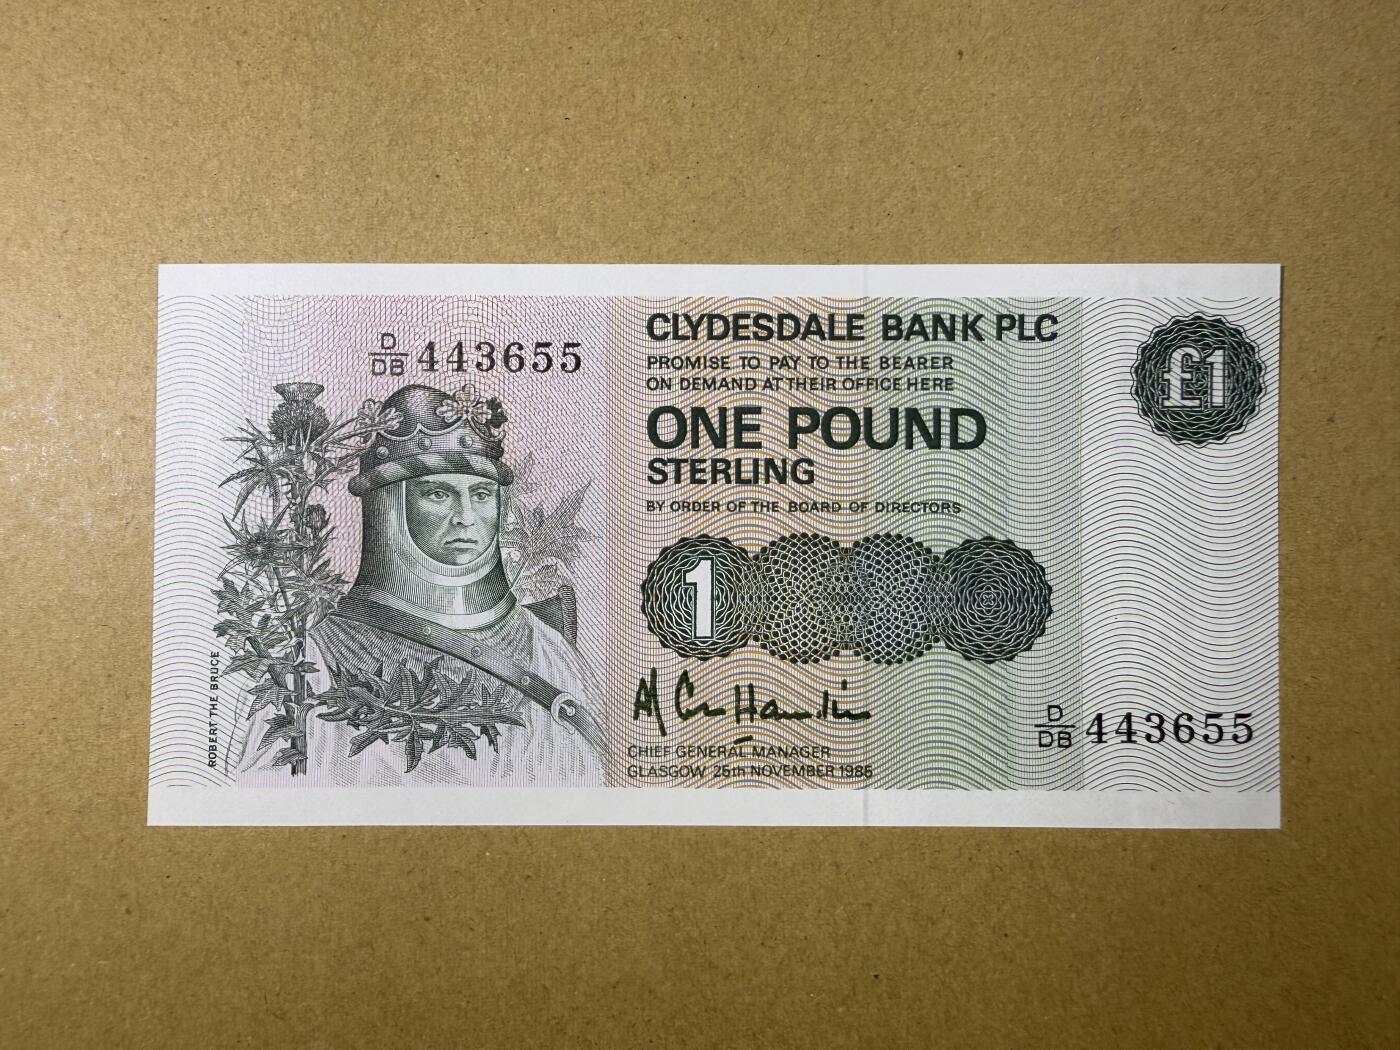 D/DB 443655
CLYDESDALE BANK PLC
PROMISE TO PAY TO THE BEARER
ON DEMAND AT THEIR OFFICE HERE
ONE POUND
STERLING
BY ORDER OF THE BOARD OF DIRECTORS
£1
1
CHIEF GENERAL MANAGER
GLASGOW 25th NOVEMBER 1985
D/DB 443655
ROBERT THE BRUCE